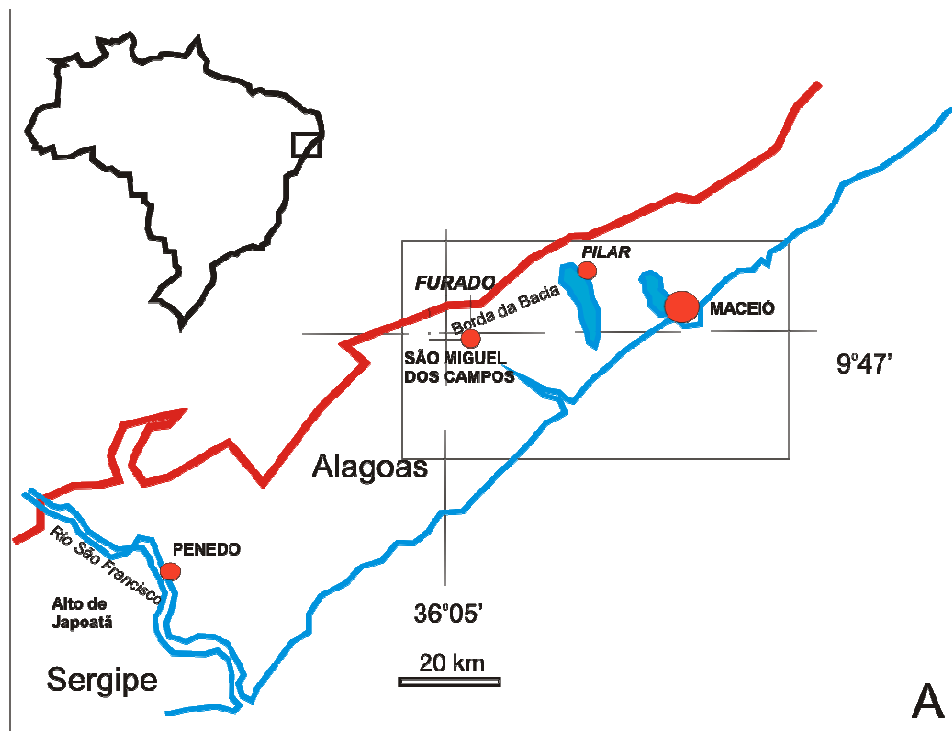 PILAR
FURADO
Borda da Bacia
MACEIÓ
SÃO MIGUEL
DOS CAMPOS
9°47'
Alagoas
Rio São Francisco
PENEDO
Alto de
Japoatã
36°05'
20 km
Sergipe
A